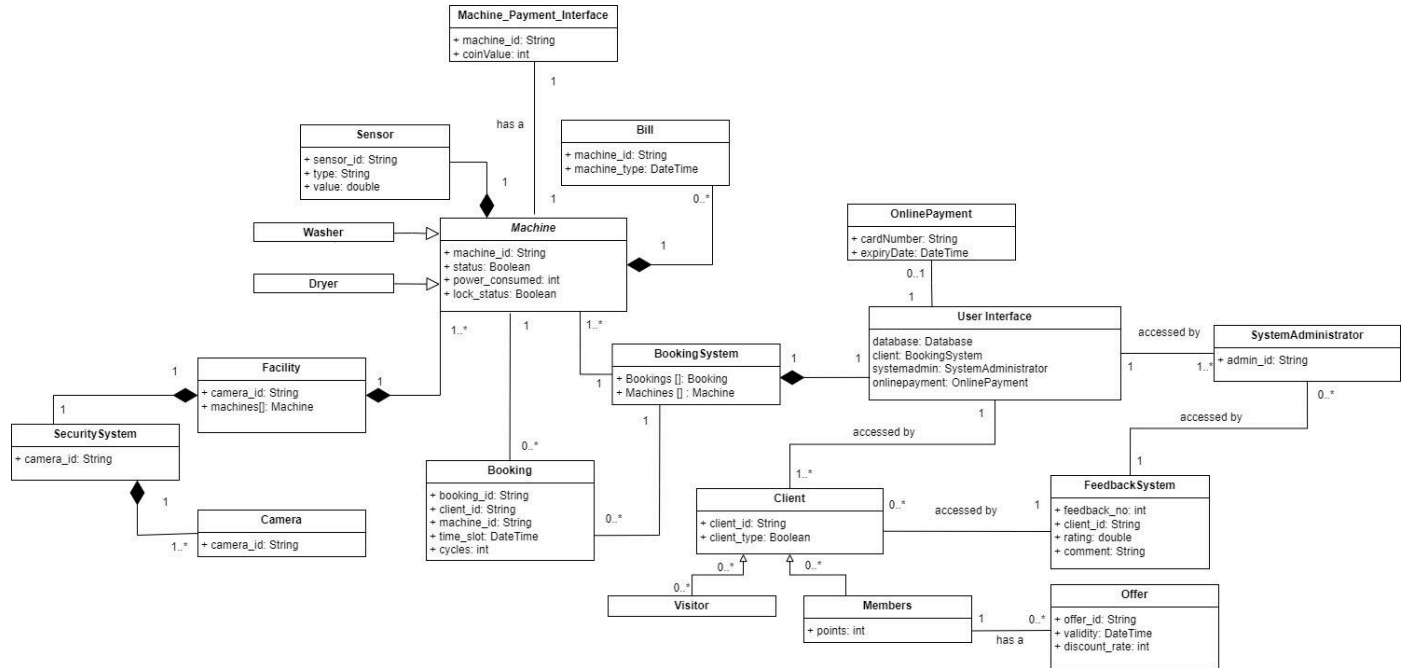 Machine_Payment_Interface
+ machine_id: String
+ coinValue: int
1
has a
1
Sensor
+ sensor_id: String
+ type: String
+ value: double
1
Bill
+ machine_id: String
+ machine_type: DateTime
0..*
1
Washer
Dryer
Machine
+ machine_id: String
+ status: Boolean
+ power_consumed: int
+ lock_status: Boolean
1..*
1
1..*
OnlinePayment
+ cardNumber: String
+ expiryDate: DateTime
0..1
1
User Interface
database: Database
client: BookingSystem
systemadmin: SystemAdministrator
onlinepayment: OnlinePayment
accessed by
1
1..*
SystemAdministrator
+ admin_id: String
0..*
BookingSystem
+ Bookings []: Booking
+ Machines [] : Machine
1
1
1
1
Facility
+ camera_id: String
+ machines[]: Machine
1
1
1
SecuritySystem
+ camera_id: String
1
1..*
Camera
+ camera_id: String
0..*
Booking
+ booking_id: String
+ client_id: String
+ machine_id: String
+ time_slot: DateTime
+ cycles: int
0..*
1
accessed by
1..*
Client
+ client_id: String
+ client_type: Boolean
0..*
accessed by
1
accessed by
1
FeedbackSystem
+ feedback_no: int
+ client_id: String
+ rating: double
+ comment: String
0..*
0..*
0..*
0..*
Visitor
Members
+ points: int
1
has a
0..*
Offer
+ offer_id: String
+ validity: DateTime
+ discount_rate: int